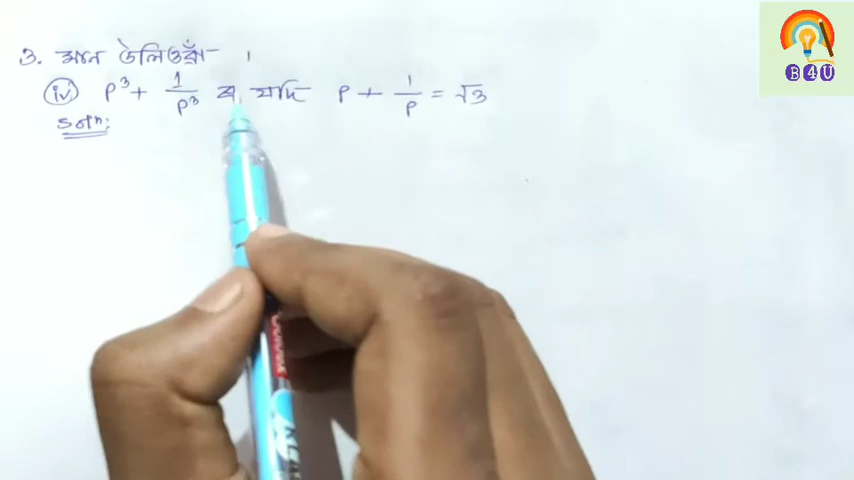 3. মান উলিওৱাঁ ।
(iv) p³ + 1/p³ ৰ যদি p + 1/p = √3
Solⁿ:
B4U